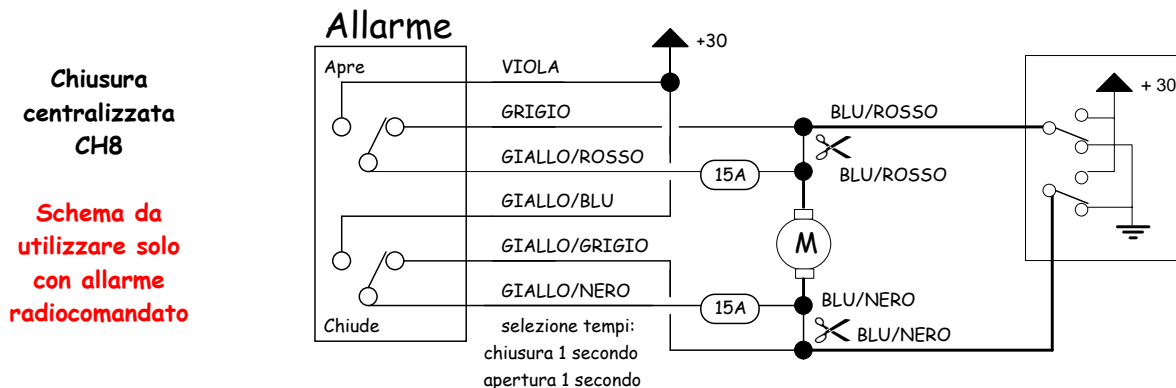 Allarme
Chiusura
centralizzata
CH8
Schema da
utilizzare solo
con allarme
radiocomandato
Apre
VIOLA
+30
GRIGIO
GIALLO/ROSSO
15A
GIALLO/BLU
GIALLO/GRIGIO
GIALLO/NERO
15A
Chiude
selezione tempi:
chiusura 1 secondo
apertura 1 secondo
BLU/ROSSO
BLU/ROSSO
M
BLU/NERO
BLU/NERO
+ 30